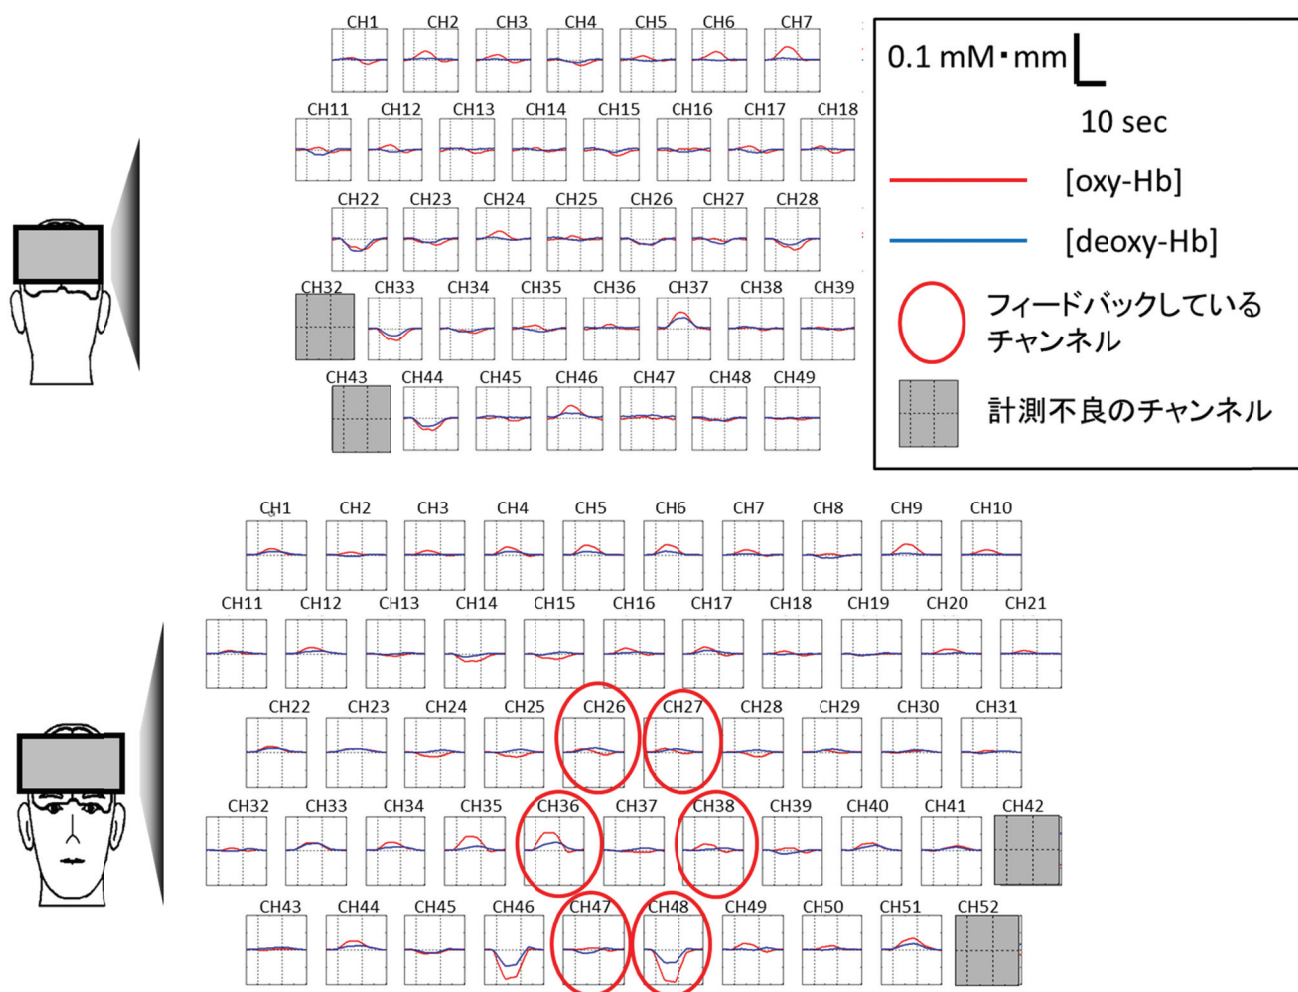 CH1 CH2 CH3 CH4 CH5 CH6 CH7
CH11 CH12 CH13 CH14 CH15 CH16 CH17 CH18
CH22 CH23 CH24 CH25 CH26 CH27 CH28
CH32 CH33 CH34 CH35 CH36 CH37 CH38 CH39
CH43 CH44 CH45 CH46 CH47 CH48 CH49
0.1 mM・mm
10 sec
[oxy-Hb]
[deoxy-Hb]
フィードバックしている
チャンネル
計測不良のチャンネル
CH1 CH2 CH3 CH4 CH5 CH6 CH7 CH8 CH9 CH10
CH11 CH12 CH13 CH14 CH15 CH16 CH17 CH18 CH19 CH20 CH21
CH22 CH23 CH24 CH25 CH26 CH27 CH28 CH29 CH30 CH31
CH32 CH33 CH34 CH35 CH36 CH37 CH38 CH39 CH40 CH41 CH42
CH43 CH44 CH45 CH46 CH47 CH48 CH49 CH50 CH51 CH52